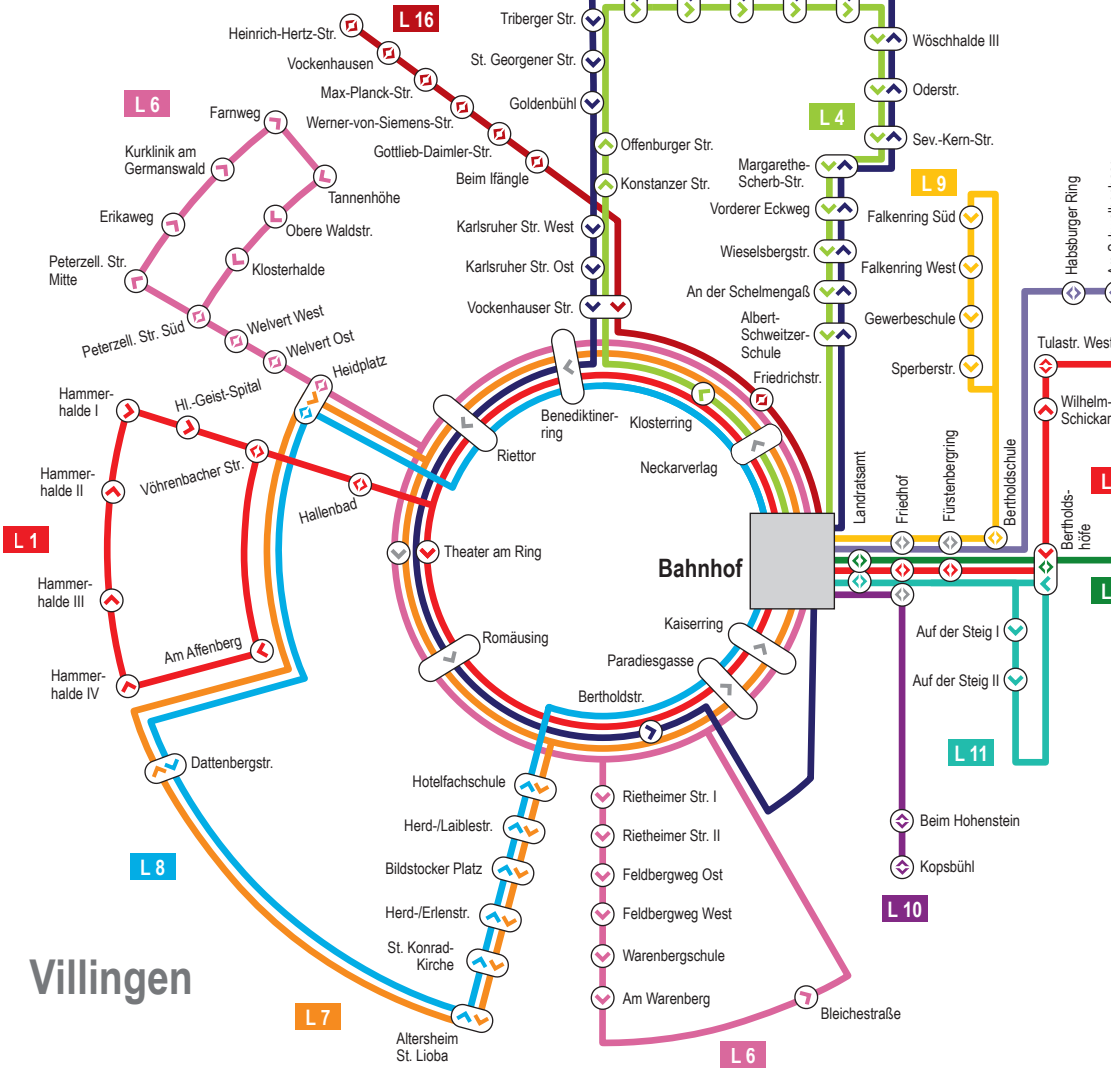 L 16
Heinrich-Hertz-Str.
Vockenhausen
Max-Planck-Str.
Werner-von-Siemens-Str.
Gottlieb-Daimler-Str.
Beim Ifängle
Triberger Str.
St. Georgener Str.
Goldenbühl
Karlsruher Str. West
Karlsruher Str. Ost
Vockenhauser Str.
Offenburger Str.
Konstanzer Str.
L 4
Wöschhalde III
Oderstr.
Sev.-Kern-Str.
Margarethe-
Scherb-Str.
Vorderer Eckweg
Wieselsbergstr.
An der Schelmengaß
Albert-
Schweitzer-
Schule
L 9
Falkenring Süd
Falkenring West
Gewerbeschule
Sperberstr.
Habsburger Ring
Tulastr. West
Wilhelm-
L 6
Farnweg
Kurklinik am
Germanswald
Erikaweg
Peterzell. Str.
Mitte
Tannenhöhe
Obere Waldstr.
Klosterhalde
Peterzell. Str. Süd
Welvert West
Welvert Ost
Heidplatz
Hammer-
halde I
Hl.-Geist-Spital
Hammer-
halde II
Vöhrenbacher Str.
Hallenbad
L 1
Hammer-
halde III
Am Affenberg
Hammer-
halde IV
Riettor
Benediktiner-
ring
Klosterring
Friedrichstr.
Neckarverlag
Theater am Ring
Romäusing
Bahnhof
Kaiserring
Paradiesgasse
Bertholdstr.
Landratsamt
Friedhof
Fürstenbergring
Bertholdschule
Bertholds-
höfe
Auf der Steig I
Auf der Steig II
L 11
Beim Hohenstein
Kopsbühl
L 10
Dattenbergstr.
L 8
Hotelfachschule
Herd-/Laiblestr.
Bildstocker Platz
Herd-/Erlenstr.
St. Konrad-
Kirche
Altersheim
St. Lioba
L 7
Rietheimer Str. I
Rietheimer Str. II
Feldbergweg Ost
Feldbergweg West
Warenbergschule
Am Warenberg
Bleichestraße
L 6
Villingen